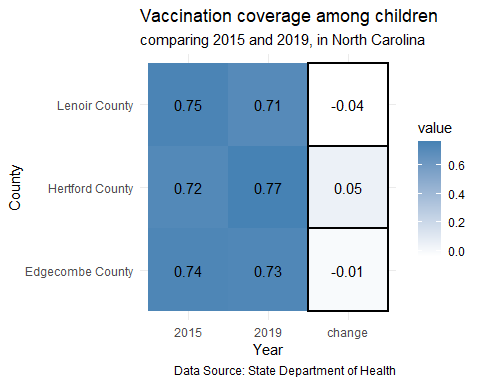 Vaccination coverage among children
comparing 2015 and 2019, in North Carolina
County
Lenoir County 0.75 0.71 -0.04
Hertford County 0.72 0.77 0.05
Edgecombe County 0.74 0.73 -0.01
2015 2019 change
Year
Data Source: State Department of Health
value
0.6
0.4
0.2
0.0